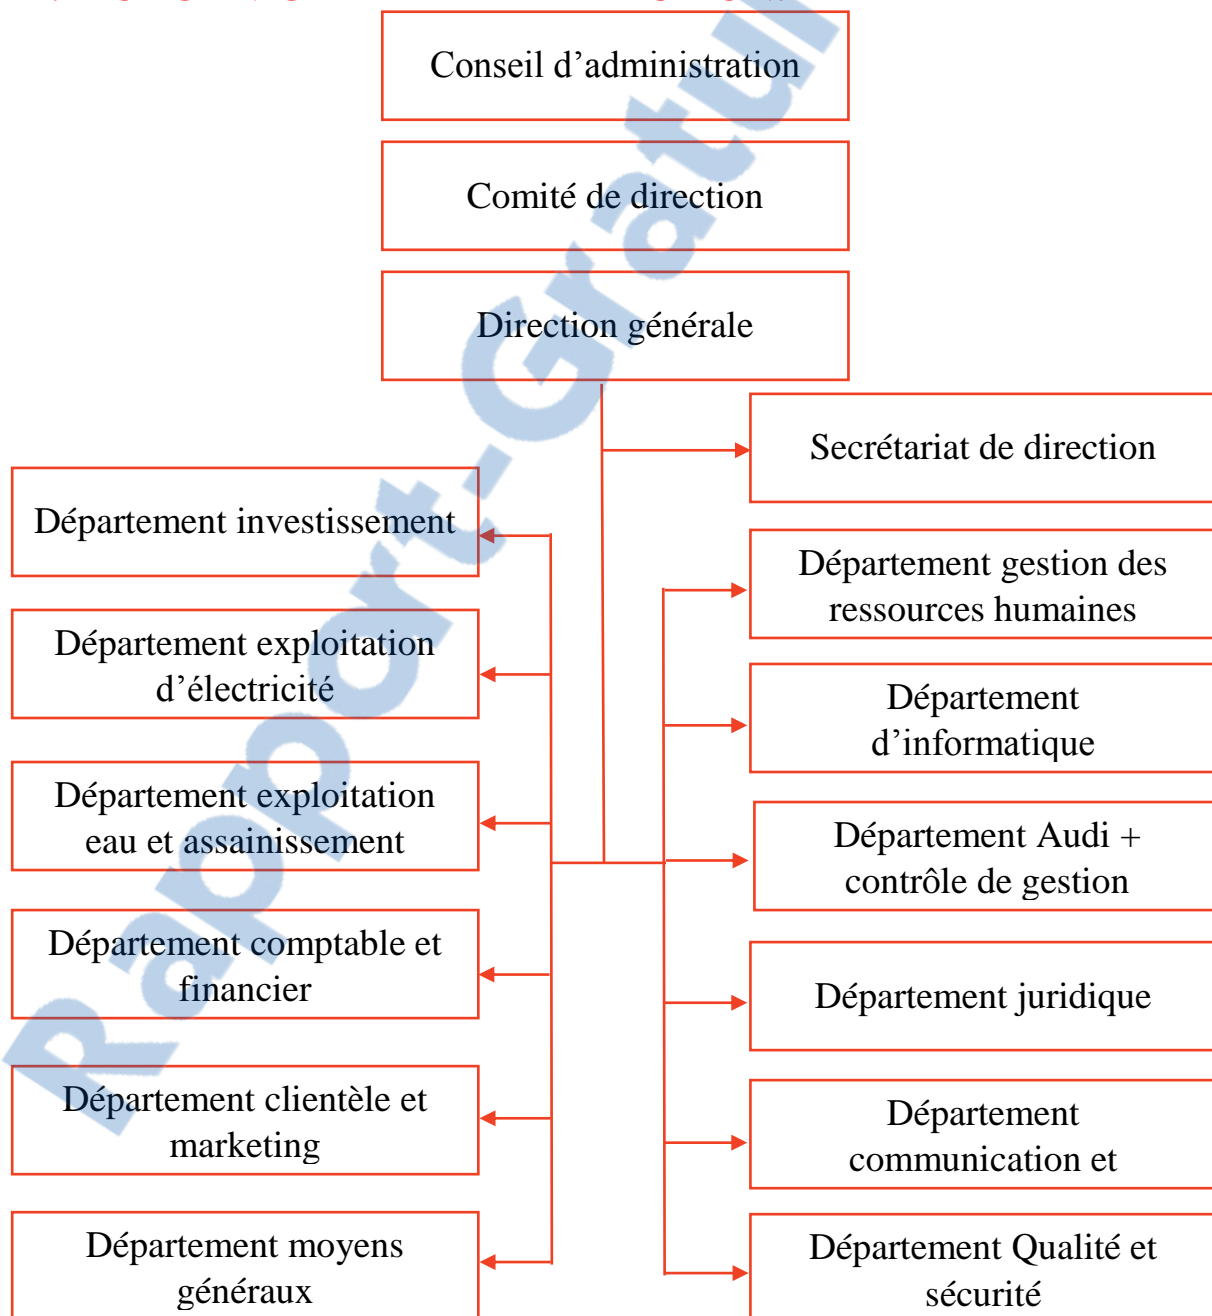 Conseil d’administration
Comité de direction
Direction générale
Secrétariat de direction
Département investissement
Département gestion des
ressources humaines
Département exploitation
d’électricité
Département
d’informatique
Département exploitation
eau et assainissement
Département Audi +
contrôle de gestion
Département comptable et
financier
Département juridique
Département clientèle et
marketing
Département
communication et
Département moyens
généraux
Département Qualité et
sécurité
Rapport-Gratuit